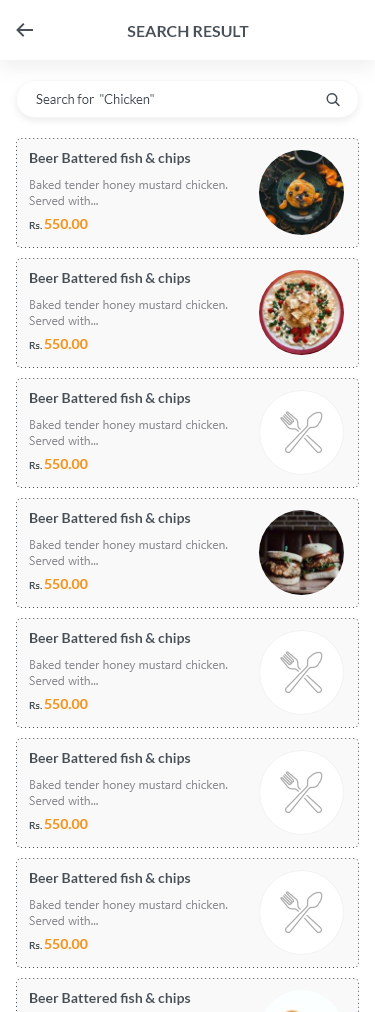 SEARCH RESULT
Search for "Chicken"
Beer Battered fish & chips
Baked tender honey mustard chicken.
Served with...
Rs. 550.00
Beer Battered fish & chips
Baked tender honey mustard chicken.
Served with...
Rs. 550.00
Beer Battered fish & chips
Baked tender honey mustard chicken.
Served with...
Rs. 550.00
Beer Battered fish & chips
Baked tender honey mustard chicken.
Served with...
Rs. 550.00
Beer Battered fish & chips
Baked tender honey mustard chicken.
Served with...
Rs. 550.00
Beer Battered fish & chips
Baked tender honey mustard chicken.
Served with...
Rs. 550.00
Beer Battered fish & chips
Baked tender honey mustard chicken.
Served with...
Rs. 550.00
Beer Battered fish & chips